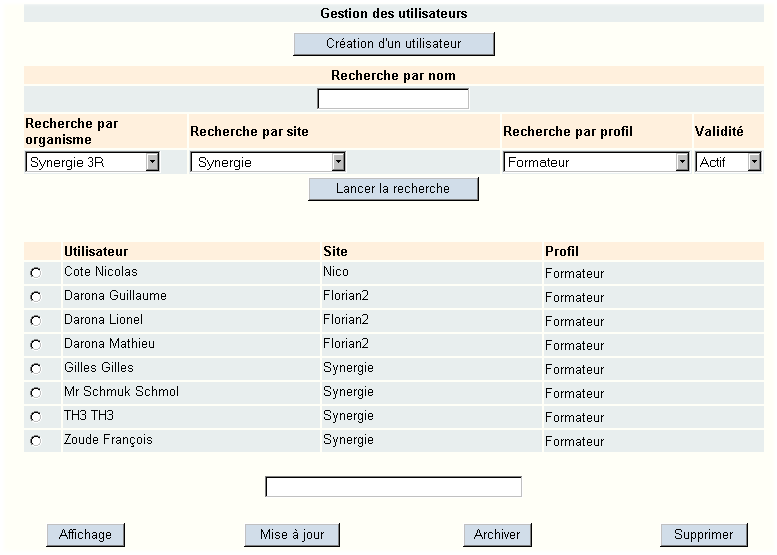 Gestion des utilisateurs
Création d'un utilisateur
Recherche par nom
Recherche par organisme Recherche par site Recherche par profil Validité
Synergie 3R Synergie Formateur Actif
Lancer la recherche
Utilisateur Site Profil
Cote Nicolas Nico Formateur
Darona Guillaume Florian2 Formateur
Darona Lionel Florian2 Formateur
Darona Mathieu Florian2 Formateur
Gilles Gilles Synergie Formateur
Mr Schmuk Schmol Synergie Formateur
TH3 TH3 Synergie Formateur
Zoude François Synergie Formateur
Affichage Mise à jour Archiver Supprimer